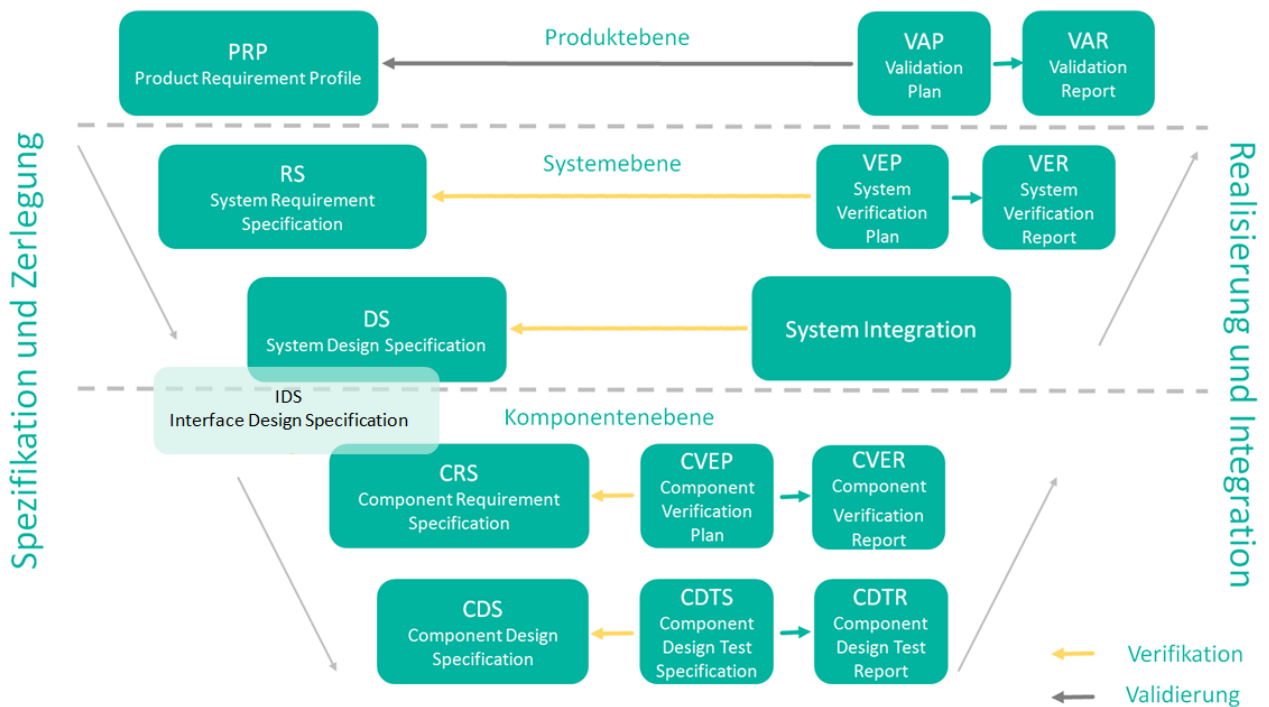 Spezifikation und Zerlegung
PRP
Product Requirement Profile
Produktebene
VAP
Validation
Plan
VAR
Validation
Report
RS
System Requirement
Specification
Systemebene
VEP
System
Verification
Plan
VER
System
Verification
Report
DS
System Design Specification
System Integration
IDS
Interface Design Specification
Komponentenebene
CRS
Component Requirement
Specification
CVEP
Component
Verification
Plan
CVER
Component
Verification
Report
CDS
Component Design
Specification
CDTS
Component
Design Test
Specification
CDTR
Component
Design Test
Report
Realisierung und Integration
Verifikation
Validierung